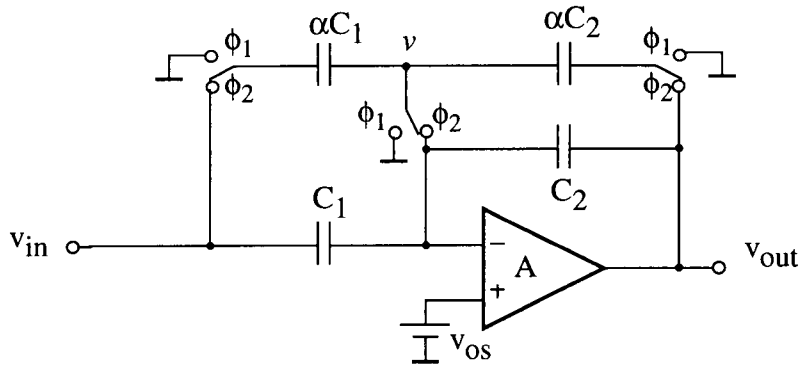 αC₁ v αC₂
ϕ₁ ϕ₁
ϕ₂ ϕ₂
ϕ₁ ϕ₂
C₂
C₁
vᵢₙ − A + vₒᵤₜ
vₒₛ